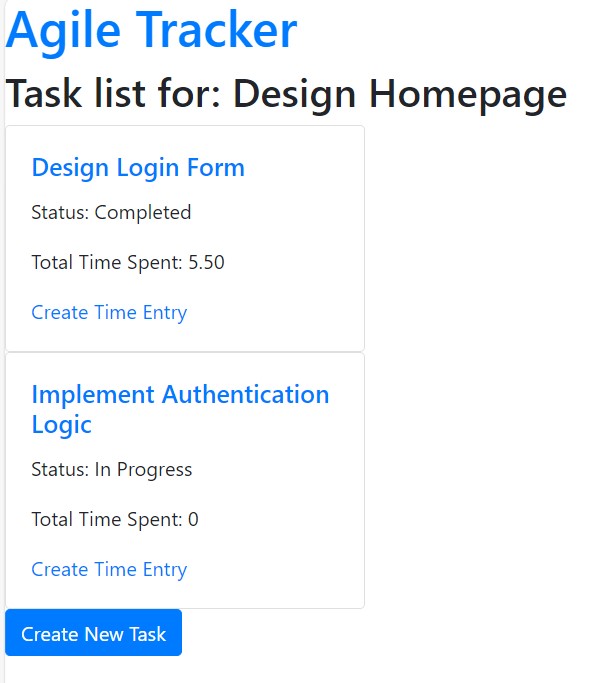 Agile Tracker
Task list for: Design Homepage
Design Login Form
Status: Completed
Total Time Spent: 5.50
Create Time Entry
Implement Authentication
Logic
Status: In Progress
Total Time Spent: 0
Create Time Entry
Create New Task